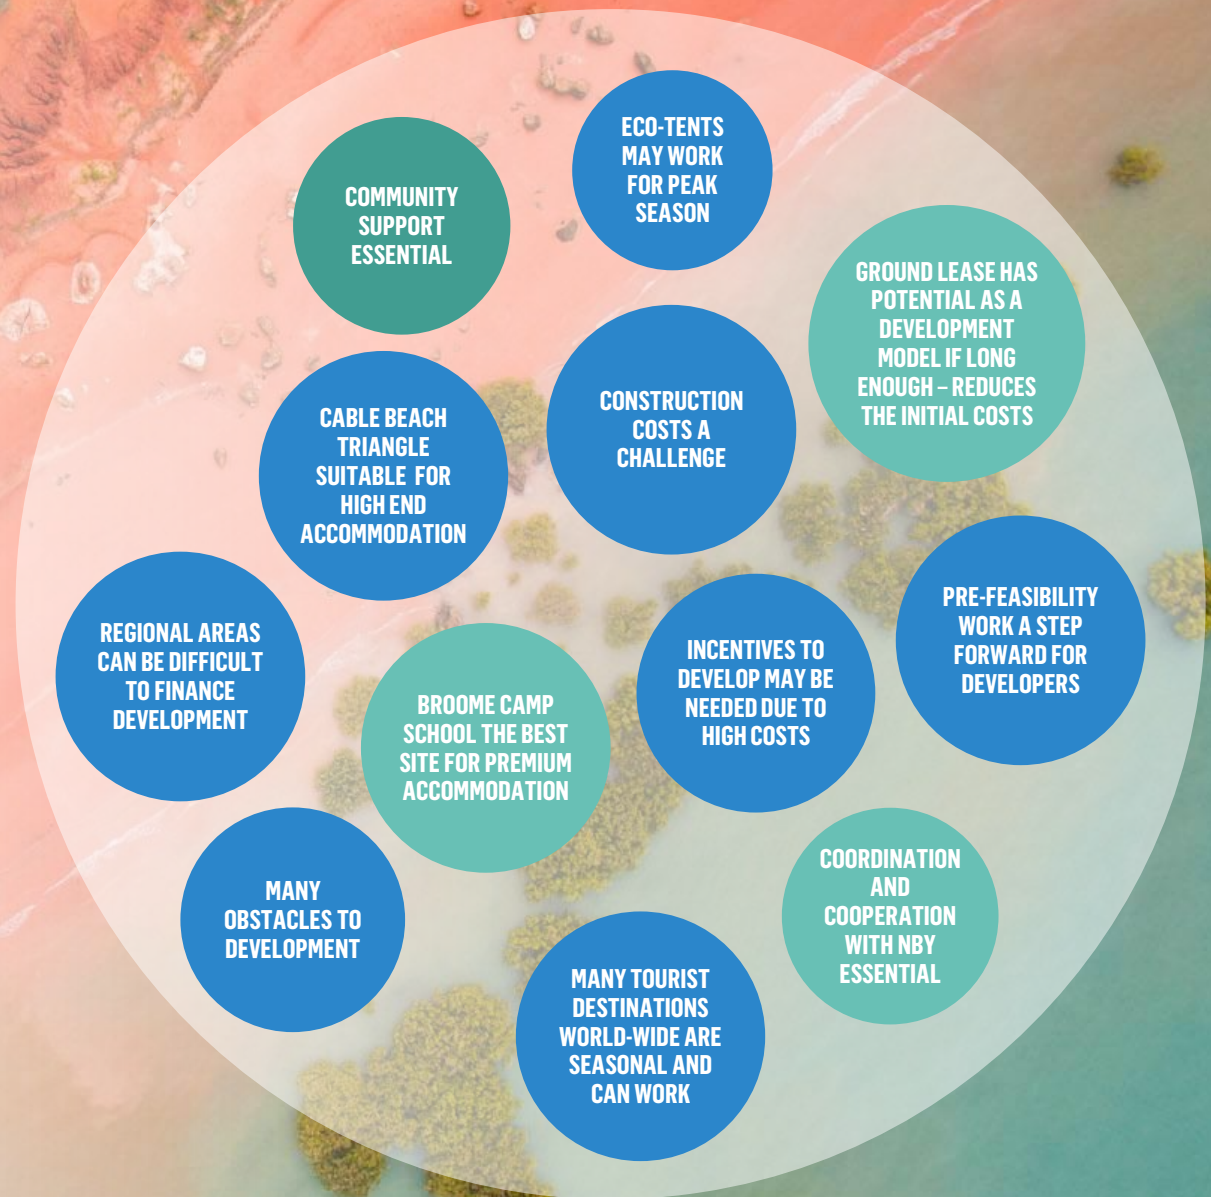 ECO-TENTS
MAY WORK
FOR PEAK
SEASON
COMMUNITY
SUPPORT
ESSENTIAL
GROUND LEASE HAS
POTENTIAL AS A
DEVELOPMENT
MODEL IF LONG
ENOUGH – REDUCES
THE INITIAL COSTS
CONSTRUCTION
COSTS A
CHALLENGE
CABLE BEACH
TRIANGLE
SUITABLE FOR
HIGH END
ACCOMMODATION
PRE-FEASIBILITY
WORK A STEP
FORWARD FOR
DEVELOPERS
REGIONAL AREAS
CAN BE DIFFICULT
TO FINANCE
DEVELOPMENT
INCENTIVES TO
DEVELOP MAY BE
NEEDED DUE TO
HIGH COSTS
BROOME CAMP
SCHOOL THE BEST
SITE FOR PREMIUM
ACCOMMODATION
COORDINATION
AND
COOPERATION
WITH NBY
ESSENTIAL
MANY
OBSTACLES TO
DEVELOPMENT
MANY TOURIST
DESTINATIONS
WORLD-WIDE ARE
SEASONAL AND
CAN WORK